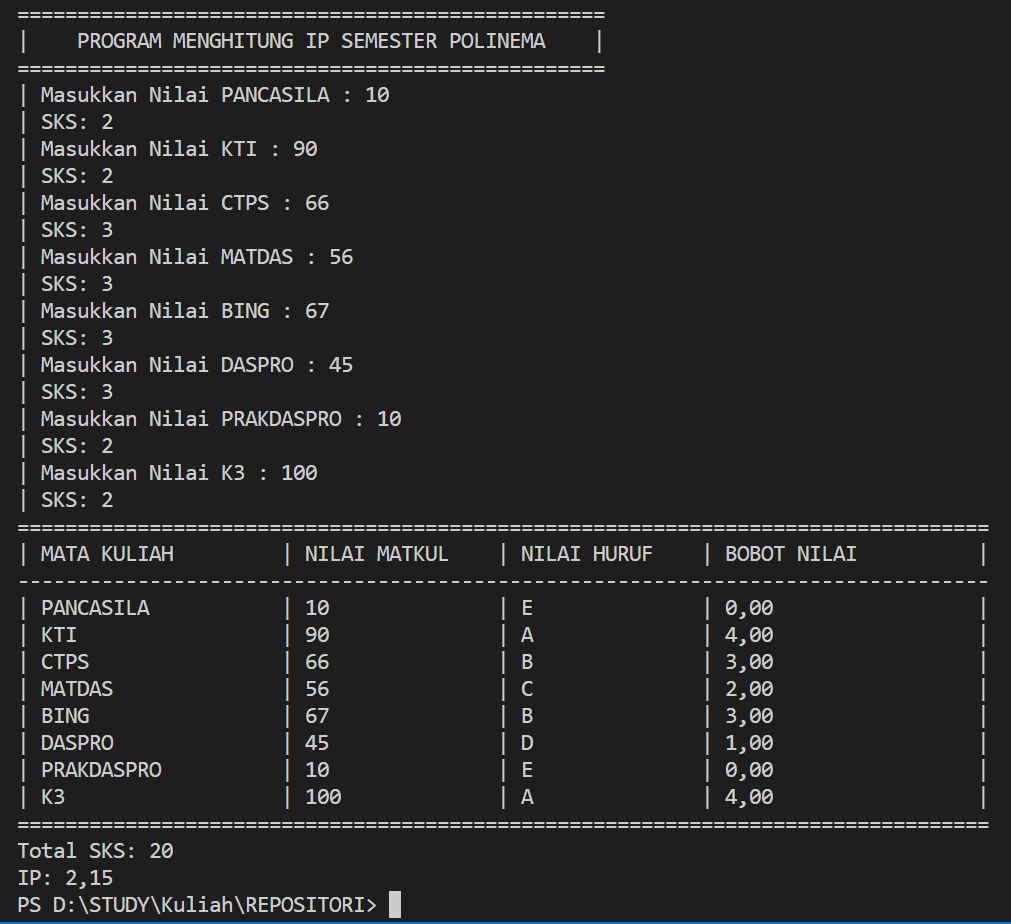 =================================================
|    PROGRAM MENGHITUNG IP SEMESTER POLINEMA    |
=================================================
| Masukkan Nilai PANCASILA : 10
| SKS: 2
| Masukkan Nilai KTI : 90
| SKS: 2
| Masukkan Nilai CTPS : 66
| SKS: 3
| Masukkan Nilai MATDAS : 56
| SKS: 3
| Masukkan Nilai BING : 67
| SKS: 3
| Masukkan Nilai DASPRO : 45
| SKS: 3
| Masukkan Nilai PRAKDASPRO : 10
| SKS: 2
| Masukkan Nilai K3 : 100
| SKS: 2
=================================================================================
| MATA KULIAH         | NILAI MATKUL    | NILAI HURUF    | BOBOT NILAI          |
---------------------------------------------------------------------------------
| PANCASILA           | 10              | E              | 0,00                 |
| KTI                 | 90              | A              | 4,00                 |
| CTPS                | 66              | B              | 3,00                 |
| MATDAS              | 56              | C              | 2,00                 |
| BING                | 67              | B              | 3,00                 |
| DASPRO              | 45              | D              | 1,00                 |
| PRAKDASPRO          | 10              | E              | 0,00                 |
| K3                  | 100             | A              | 4,00                 |
=================================================================================
Total SKS: 20
IP: 2,15
PS D:\STUDY\Kuliah\REPOSITORI>